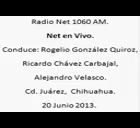 Radio Net 1060 AM.
Net en Vivo.
Conduce: Rogelio González Quiroz,
Ricardo Chávez Carbajal,
Alejandro Velasco.
Cd. Juárez,  Chihuahua.
20 Junio 2013.